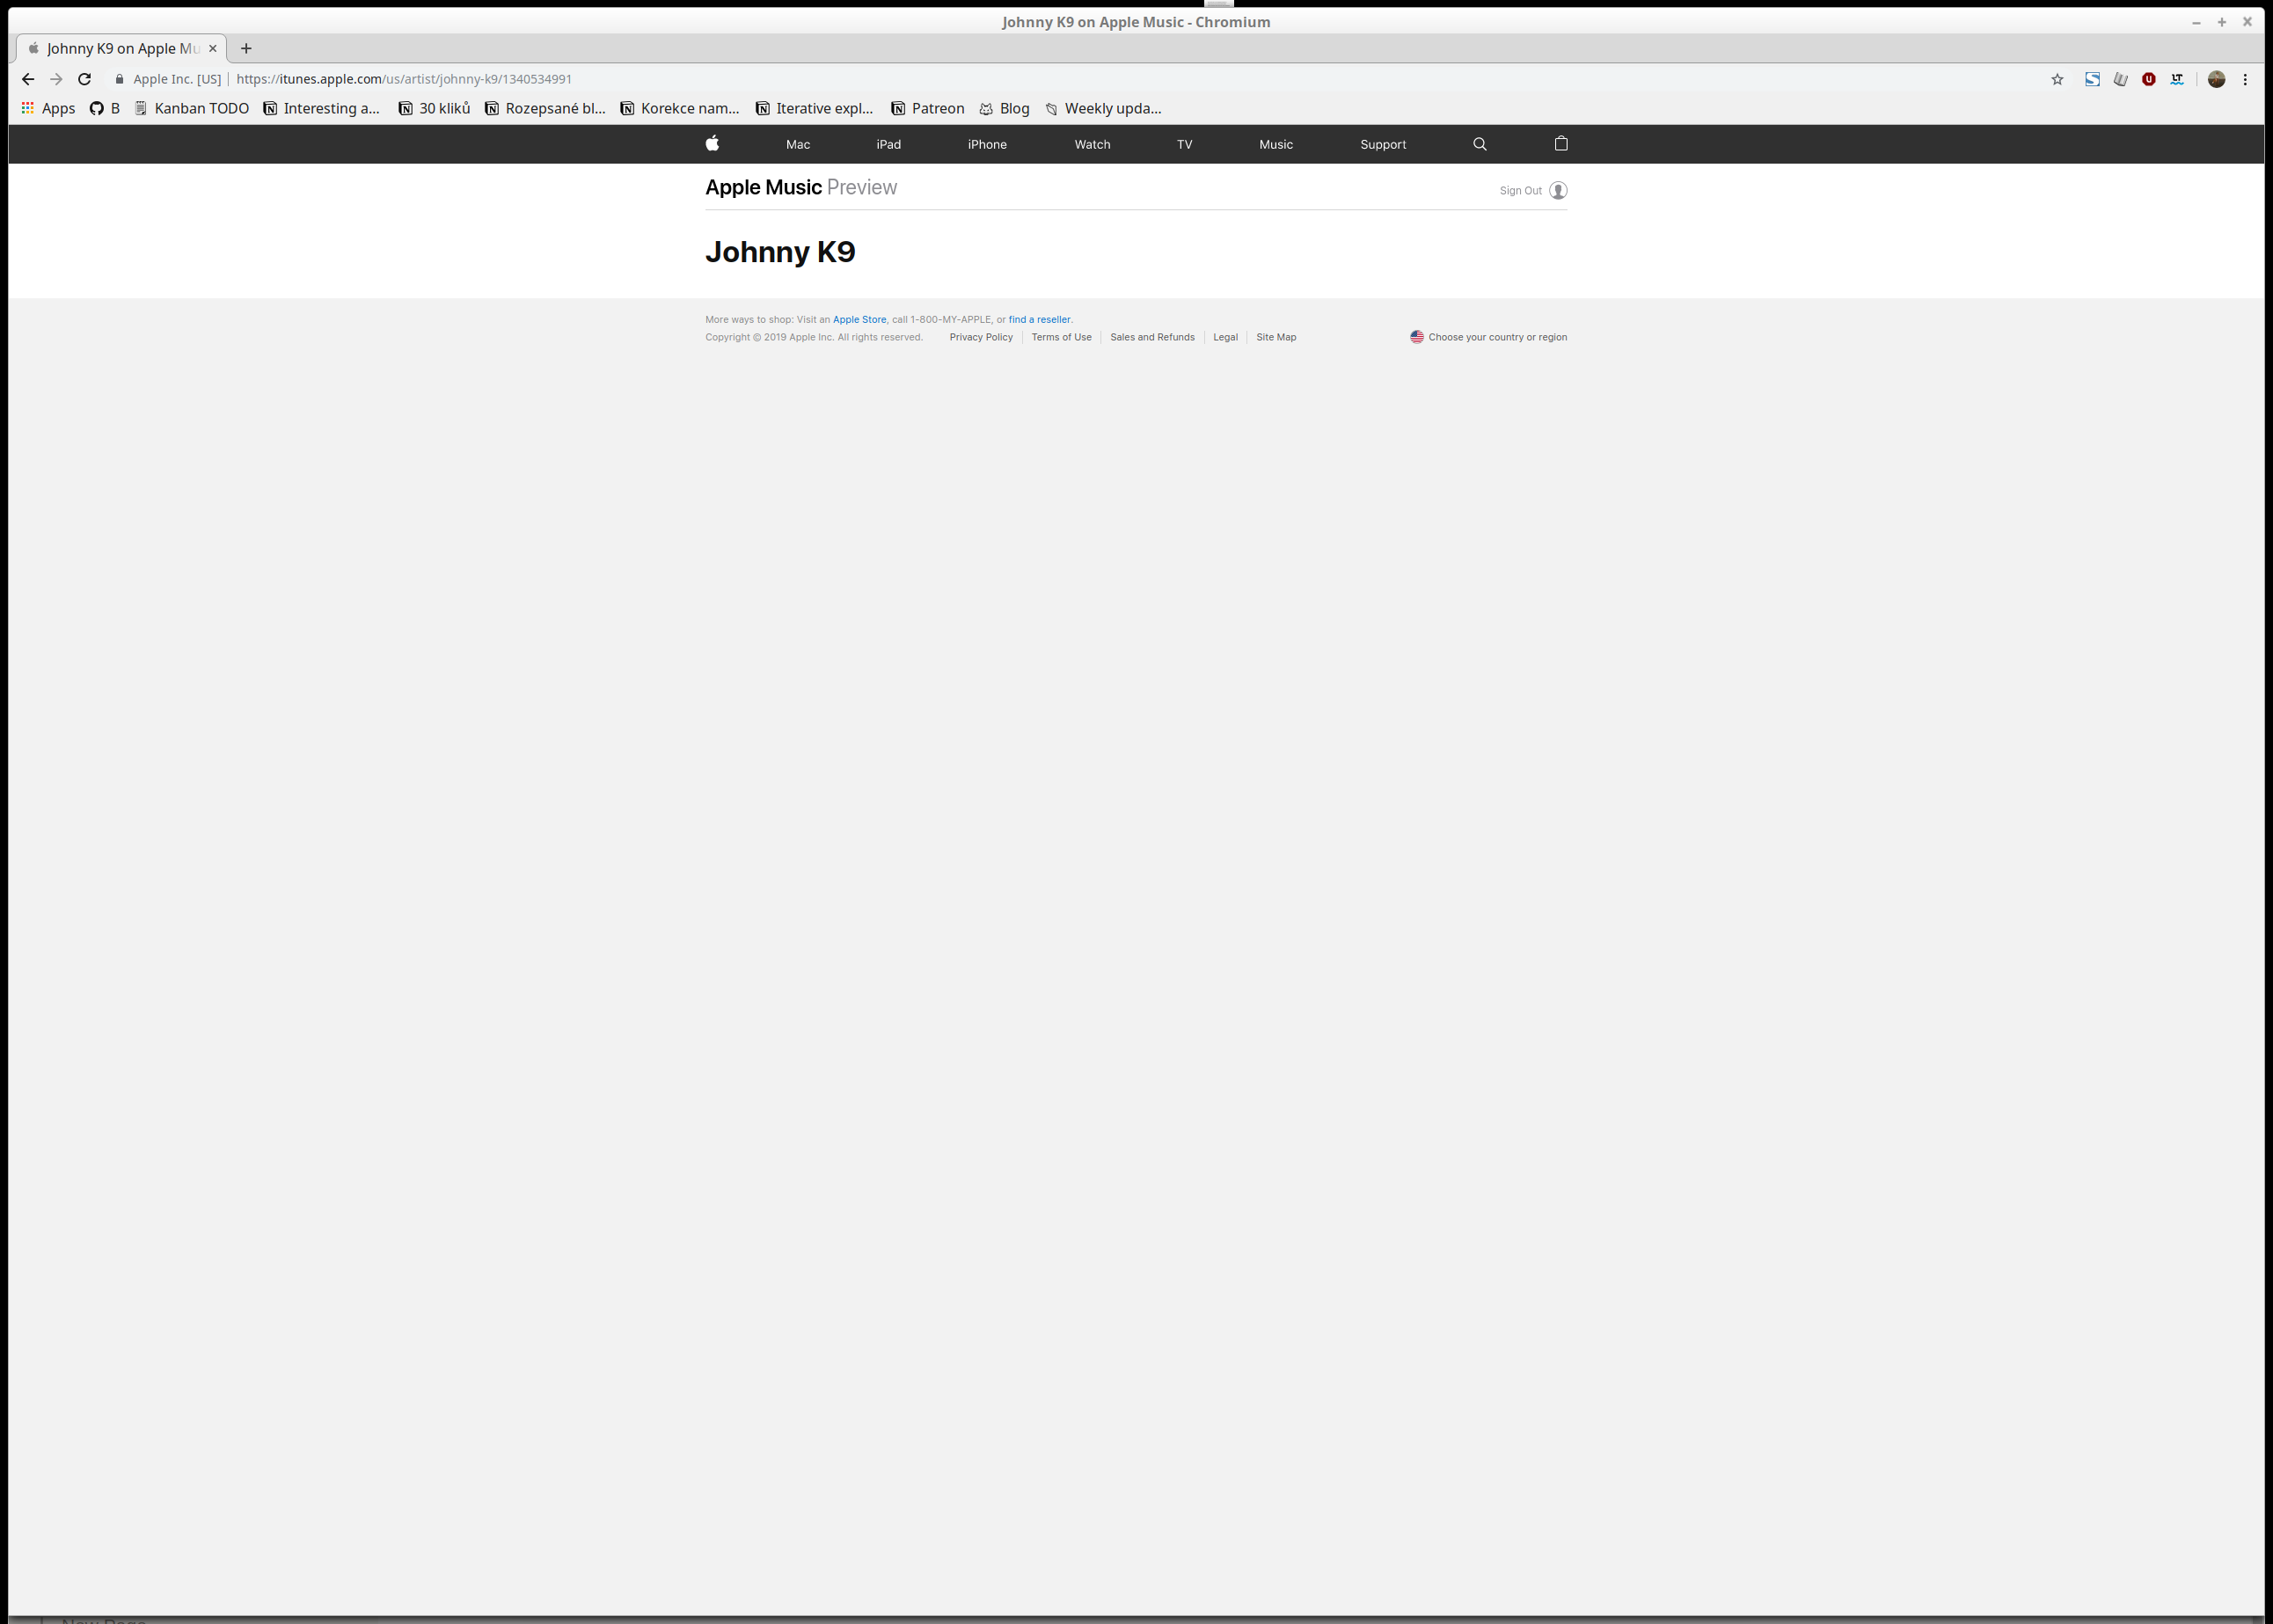 Johnny K9 on Apple Music - Chromium
Johnny K9 on Apple Mu
Apple Inc. [US] https://itunes.apple.com/us/artist/johnny-k9/1340534991
Apps B Kanban TODO Interesting a... 30 kliků Rozepsané bl... Korekce nam... Iterative expl... Patreon Blog Weekly upda...
Mac iPad iPhone Watch TV Music Support
Apple Music Preview Sign Out
Johnny K9
More ways to shop: Visit an Apple Store, call 1-800-MY-APPLE, or find a reseller.
Copyright © 2019 Apple Inc. All rights reserved. Privacy Policy Terms of Use Sales and Refunds Legal Site Map Choose your country or region